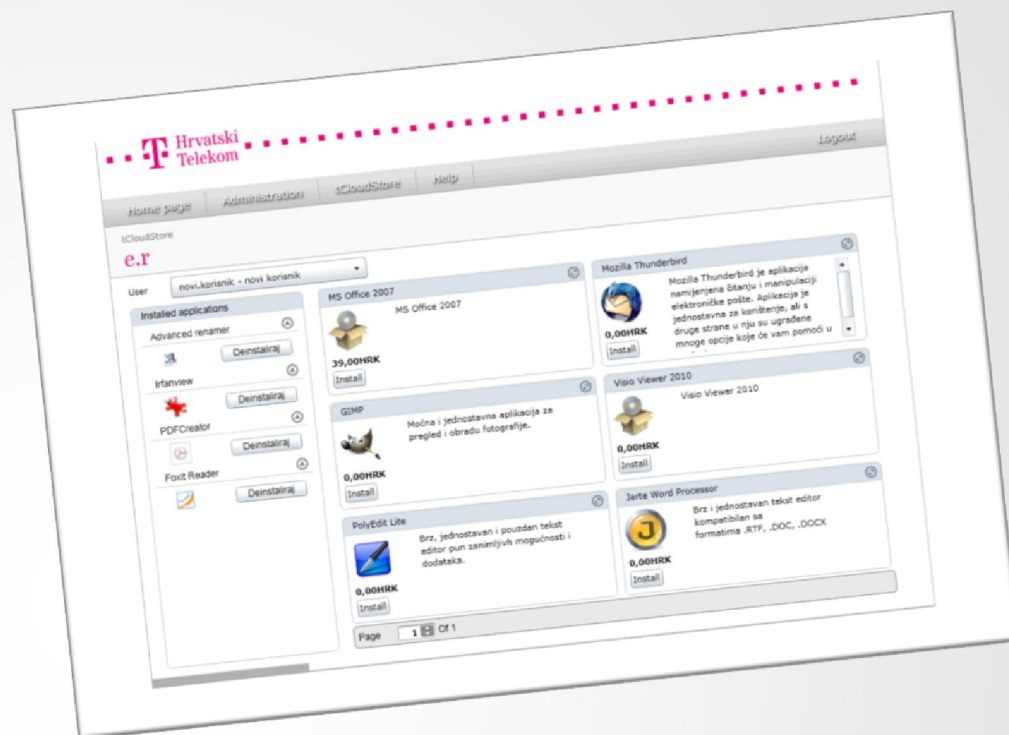 Hrvatski
Telekom
Home page
Administration
tCloudStore
Help
Logout
tCloudStore
e.r
User
novi.korisnik - novi korisnik
Installed applications
Advanced renamer
Deinstaliraj
Irfanview
Deinstaliraj
PDFCreator
Deinstaliraj
Foxit Reader
Deinstaliraj
MS Office 2007
MS Office 2007
39,00HRK
Install
Mozilla Thunderbird
Mozilla Thunderbird je aplikacija
namijenjena čitanju i manipulaciji
elektroničke pošte. Aplikacija je
jednostavna za korištenje, ali s
druge strane u nju su ugrađene
mnoge opcije koje će vam pomoći u
0,00HRK
Install
GIMP
Moćna i jednostavna aplikacija za
pregled i obradu fotografije.
0,00HRK
Install
Visio Viewer 2010
Visio Viewer 2010
0,00HRK
Install
PolyEdit Lite
Brz, jednostavan i pouzdan tekst
editor pun zanimljivh mogućnosti i
dodataka.
0,00HRK
Install
Jarte Word Processor
Brz i jednostavan tekst editor
kompatibilan sa
formatima .RTF, .DOC, .DOCX
0,00HRK
Install
Page 1 Of 1